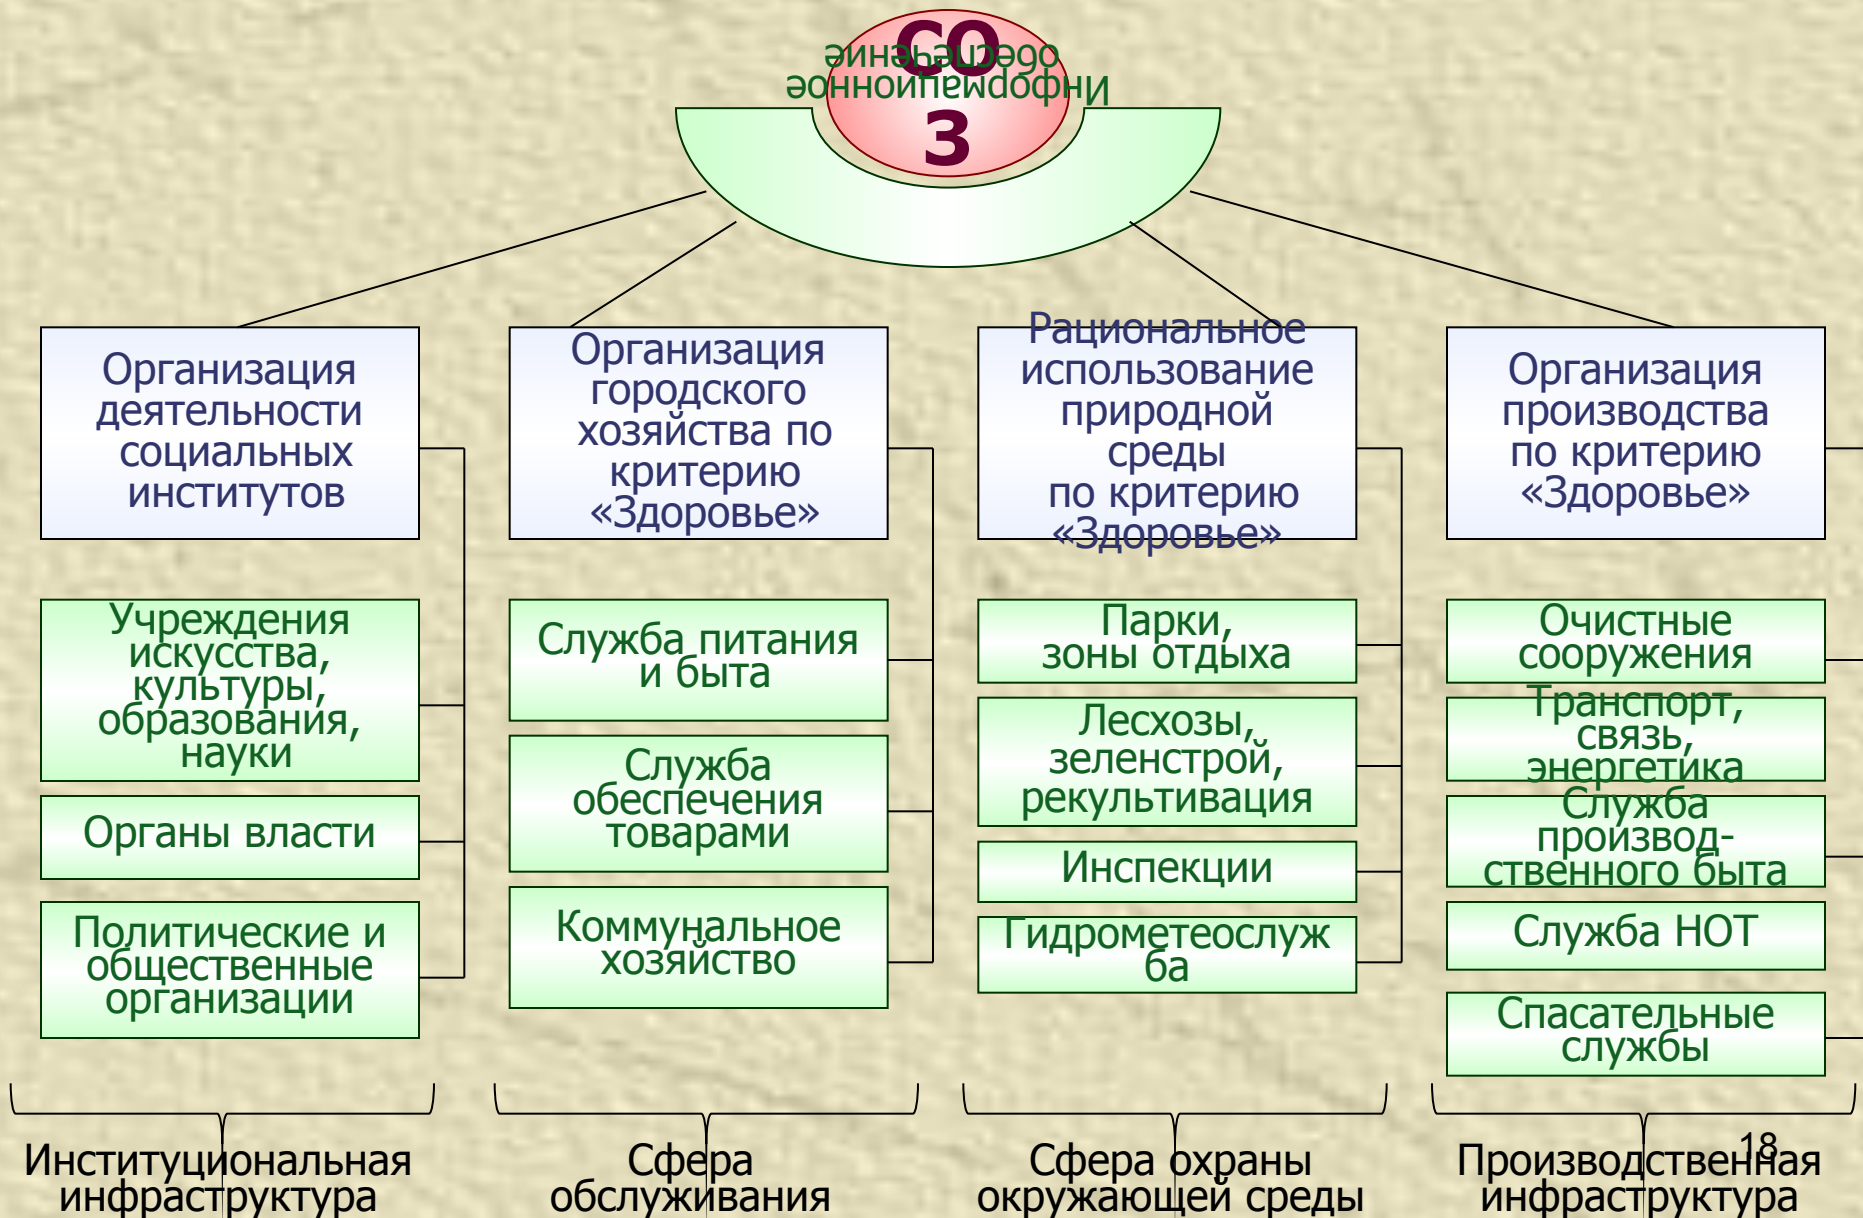 СО
З
Информационное
обеспечение
Организация
деятельности
социальных
институтов
Учреждения
искусства,
культуры,
образования,
науки
Органы власти
Политические и
общественные
организации
Институциональная
инфраструктура
Организация
городского
хозяйства по
критерию
«Здоровье»
Служба питания
и быта
Служба
обеспечения
товарами
Коммунальное
хозяйство
Сфера
обслуживания
Рациональное
использование
природной
среды
по критерию
«Здоровье»
Парки,
зоны отдыха
Лесхозы,
зеленстрой,
рекультивация
Инспекции
Гидрометеослуж
ба
Сфера охраны
окружающей среды
Организация
производства
по критерию
«Здоровье»
Очистные
сооружения
Транспорт,
связь,
энергетика
Служба
производ-
ственного быта
Служба НОТ
Спасательные
службы
Производственная
инфраструктура
18